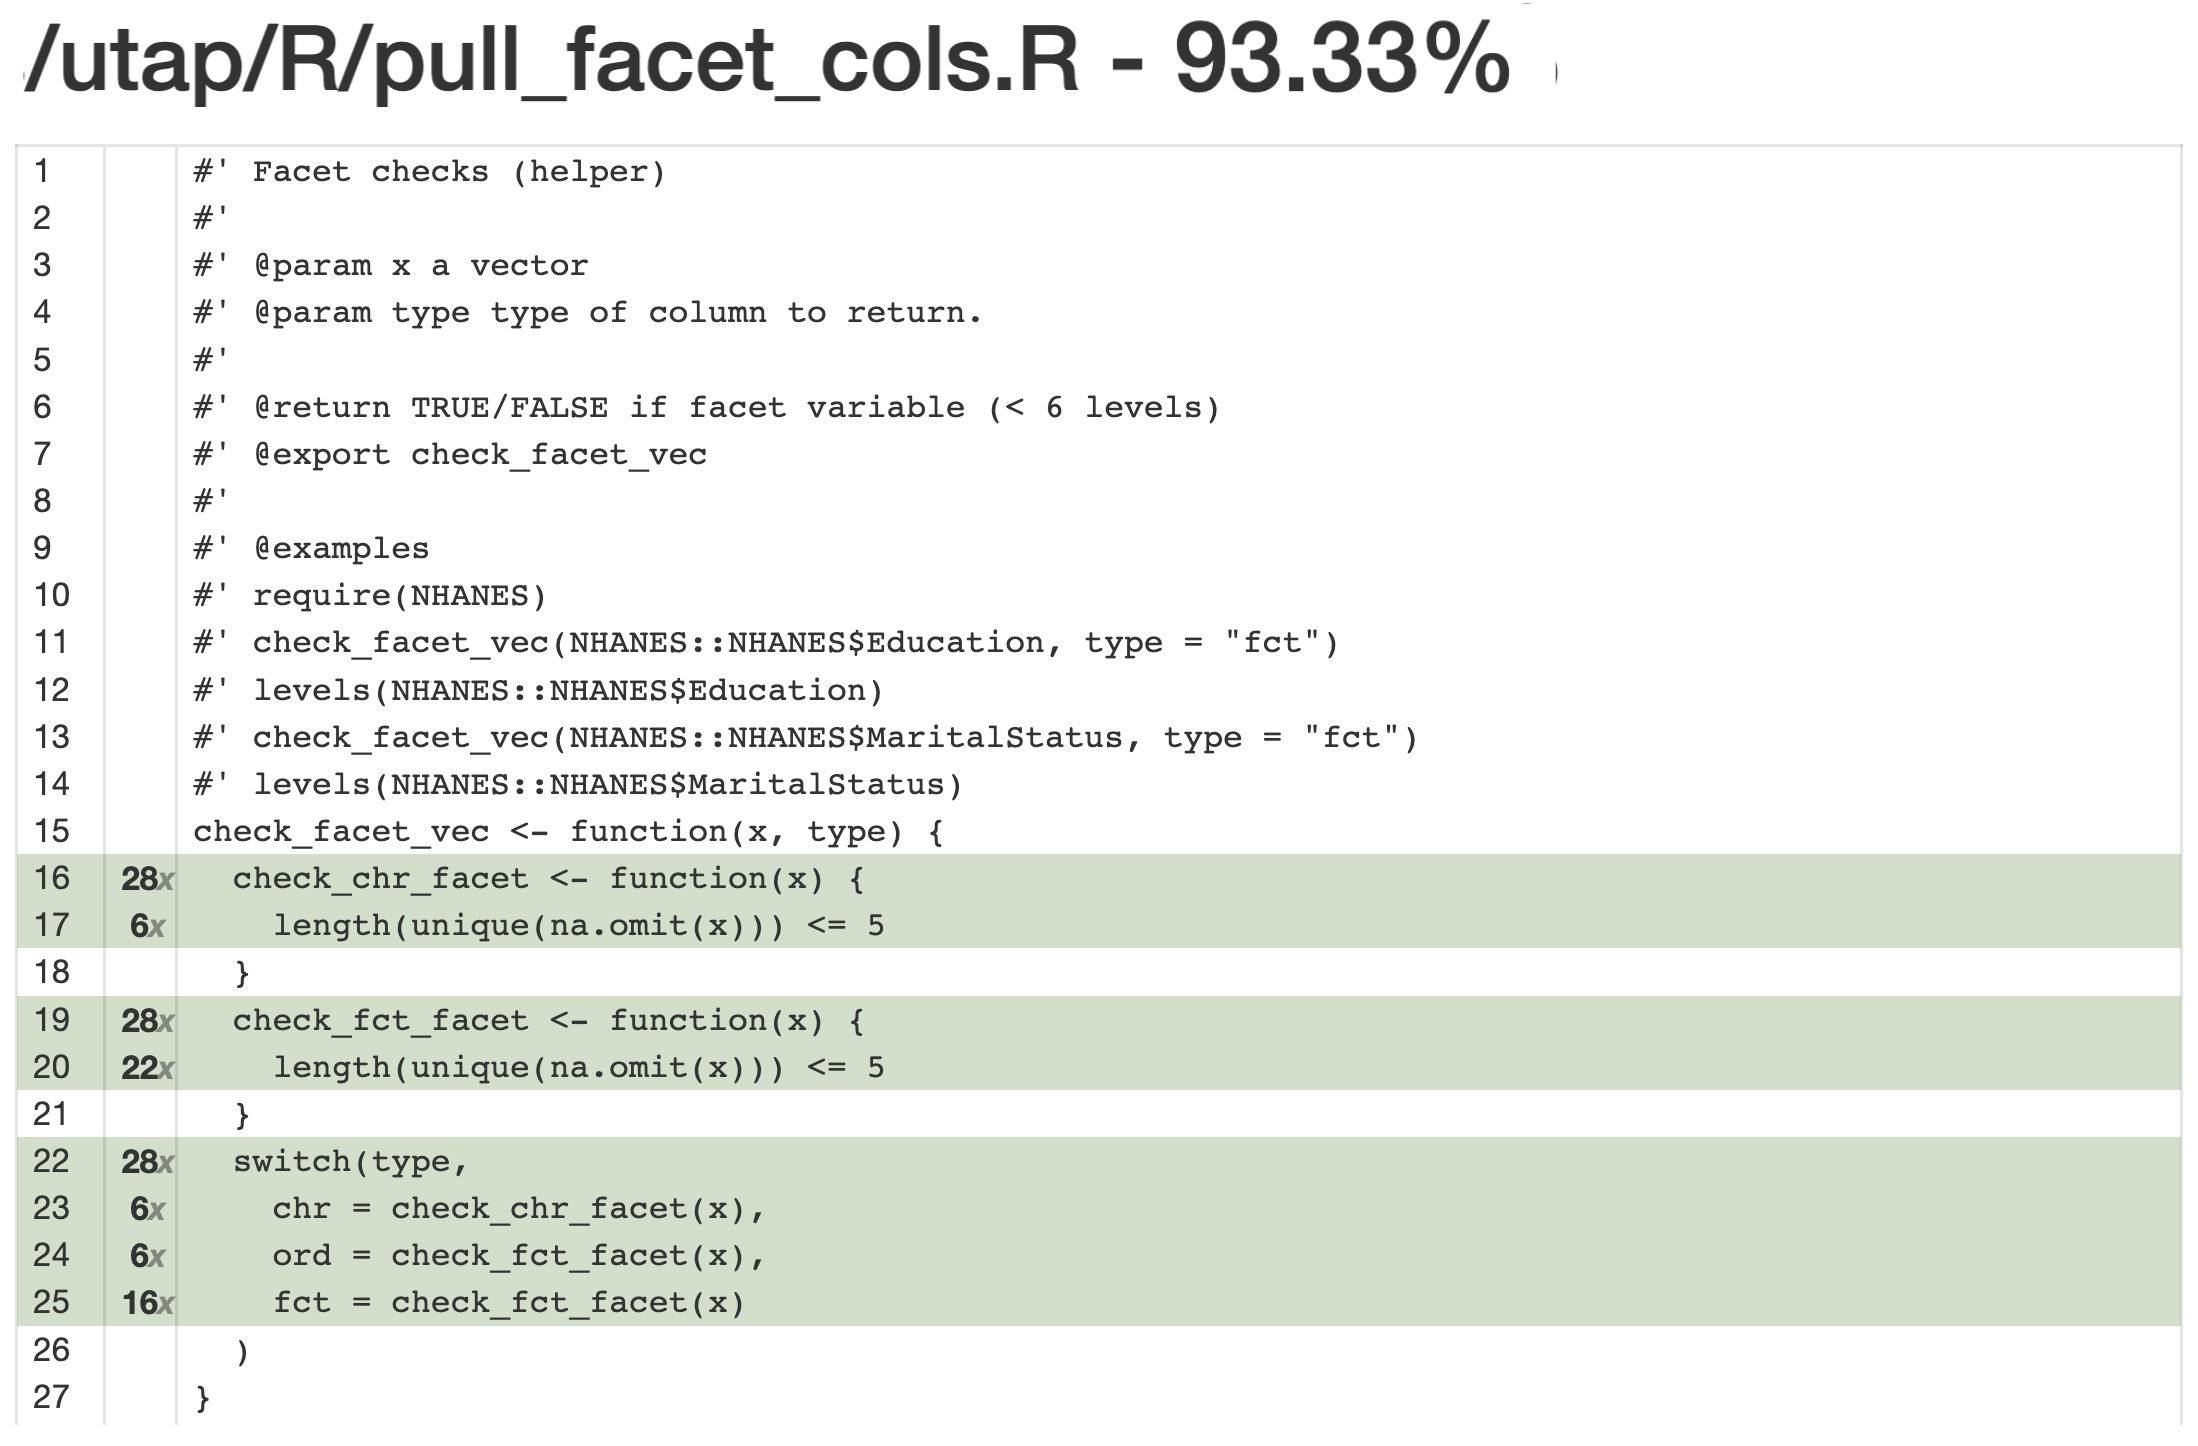 /utap/R/pull_facet_cols.R - 93.33%
1 #' Facet checks (helper)
2 #'
3 #' @param x a vector
4 #' @param type type of column to return.
5 #'
6 #' @return TRUE/FALSE if facet variable (< 6 levels)
7 #' @export check_facet_vec
8 #'
9 #' @examples
10 #' require(NHANES)
11 #' check_facet_vec(NHANES::NHANES$Education, type = "fct")
12 #' levels(NHANES::NHANES$Education)
13 #' check_facet_vec(NHANES::NHANES$MaritalStatus, type = "fct")
14 #' levels(NHANES::NHANES$MaritalStatus)
15 check_facet_vec <- function(x, type) {
16 28x   check_chr_facet <- function(x) {
17 6x     length(unique(na.omit(x))) <= 5
18   }
19 28x   check_fct_facet <- function(x) {
20 22x     length(unique(na.omit(x))) <= 5
21   }
22 28x   switch(type,
23 6x     chr = check_chr_facet(x),
24 6x     ord = check_fct_facet(x),
25 16x     fct = check_fct_facet(x)
26   )
27 }